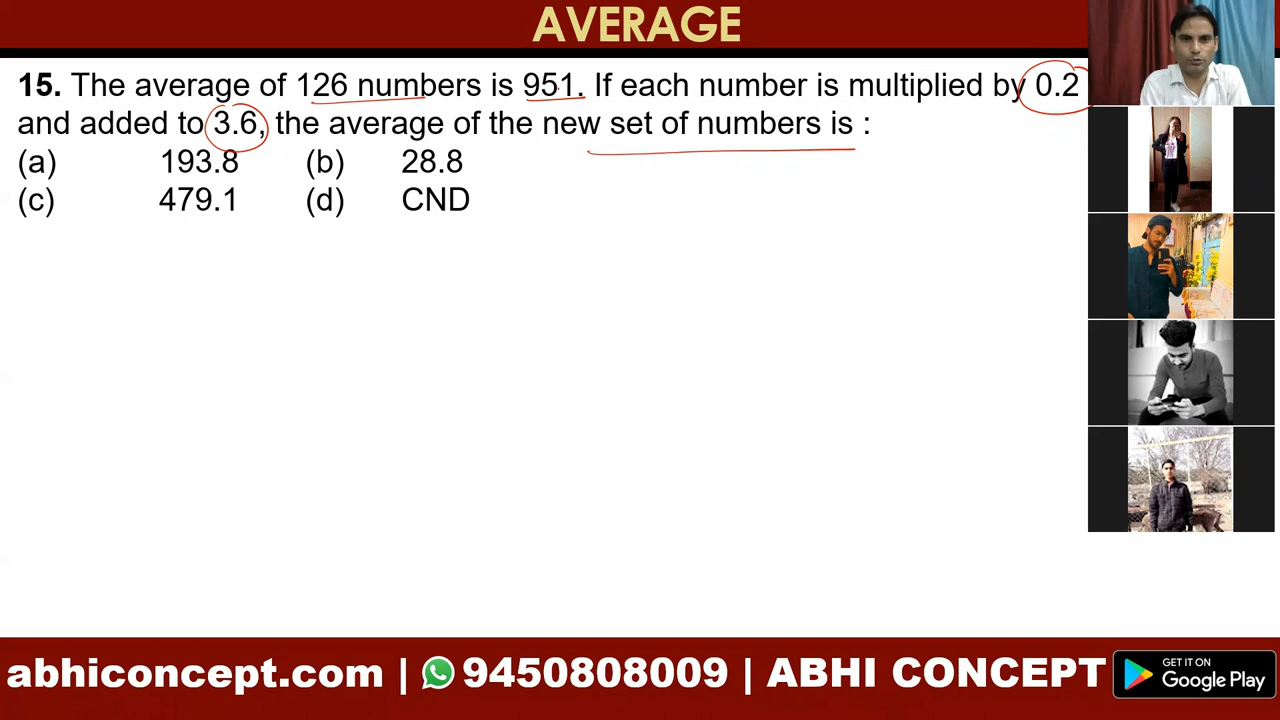 AVERAGE
15. The average of 126 numbers is 951. If each number is multiplied by 0.2
and added to 3.6, the average of the new set of numbers is :
(a) 193.8 (b) 28.8
(c) 479.1 (d) CND
abhiconcept.com | 9450808009 | ABHI CONCEPT
GET IT ON
Google Play